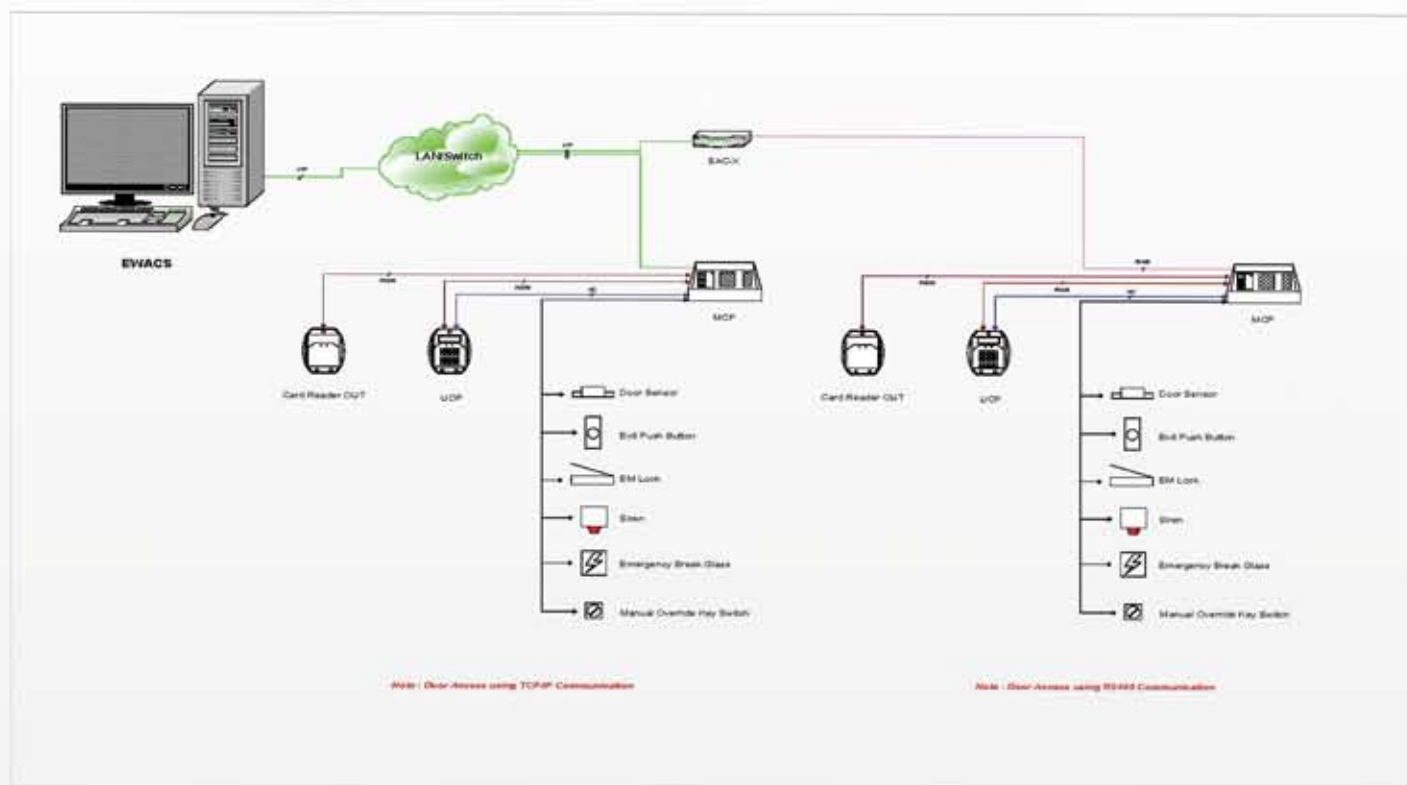 LAN/Switch
EWACS
MCP
MCP
Card Reader OUT
UCP
Card Reader OUT
UCP
Door Sensor
Exit Push Button
EM Lock
Siren
Emergency Break Glass
Manual Override Key Switch
Door Sensor
Exit Push Button
EM Lock
Siren
Emergency Break Glass
Manual Override Key Switch
Note : Door Access using TCP/IP Communication
Note : Door Access using RS485 Communication